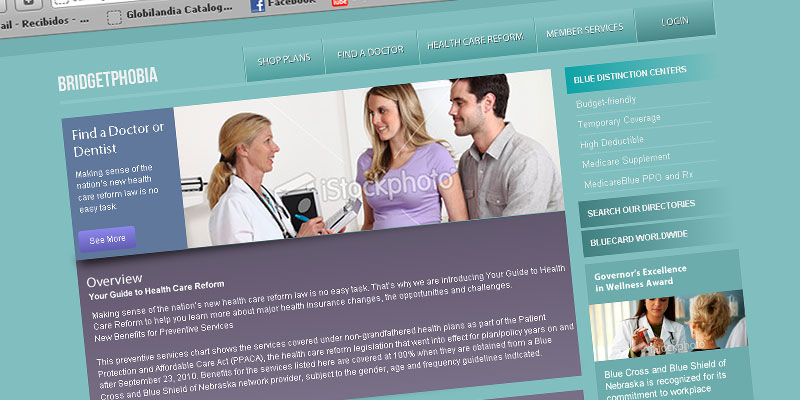 ail - Recibidos - ...
Globilandia Catalog...
Facebook
You
Tube
BRIDGETPHOBIA
SHOP PLANS
FIND A DOCTOR
HEALTH CARE REFORM
MEMBER SERVICES
LOGIN
Find a Doctor or
Dentist
Making sense of the
nation's new health
care reform law is no
easy task.
See More
iStockphoto
BLUE DISTINCTION CENTERS
Budget-friendly
Temporary Coverage
High Deductible
Medicare Supplement
MedicareBlue PPO and Rx
SEARCH OUR DIRECTORIES
BLUECARD WORLDWIDE
Governor's Excellence
in Wellness Award
iStockphoto
Blue Cross and Blue Shield of
Nebraska is recognized for its
commitment to workplace
Overview
Your Guide to Health Care Reform
Making sense of the nation's new health care reform law is no easy task. That's why we are introducing Your Guide to Health
Care Reform to help you learn more about major health insurance changes, the opportunities and challenges.
New Benefits for Preventive Services
This preventive services chart shows the services covered under non-grandfathered health plans as part of the Patient
Protection and Affordable Care Act (PPACA), the health care reform legislation that went into effect for plan/policy years on and
after September 23, 2010. Benefits for the services listed here are covered at 100% when they are obtained from a Blue
Cross and Blue Shield of Nebraska network provider, subject to the gender, age and frequency guidelines indicated.